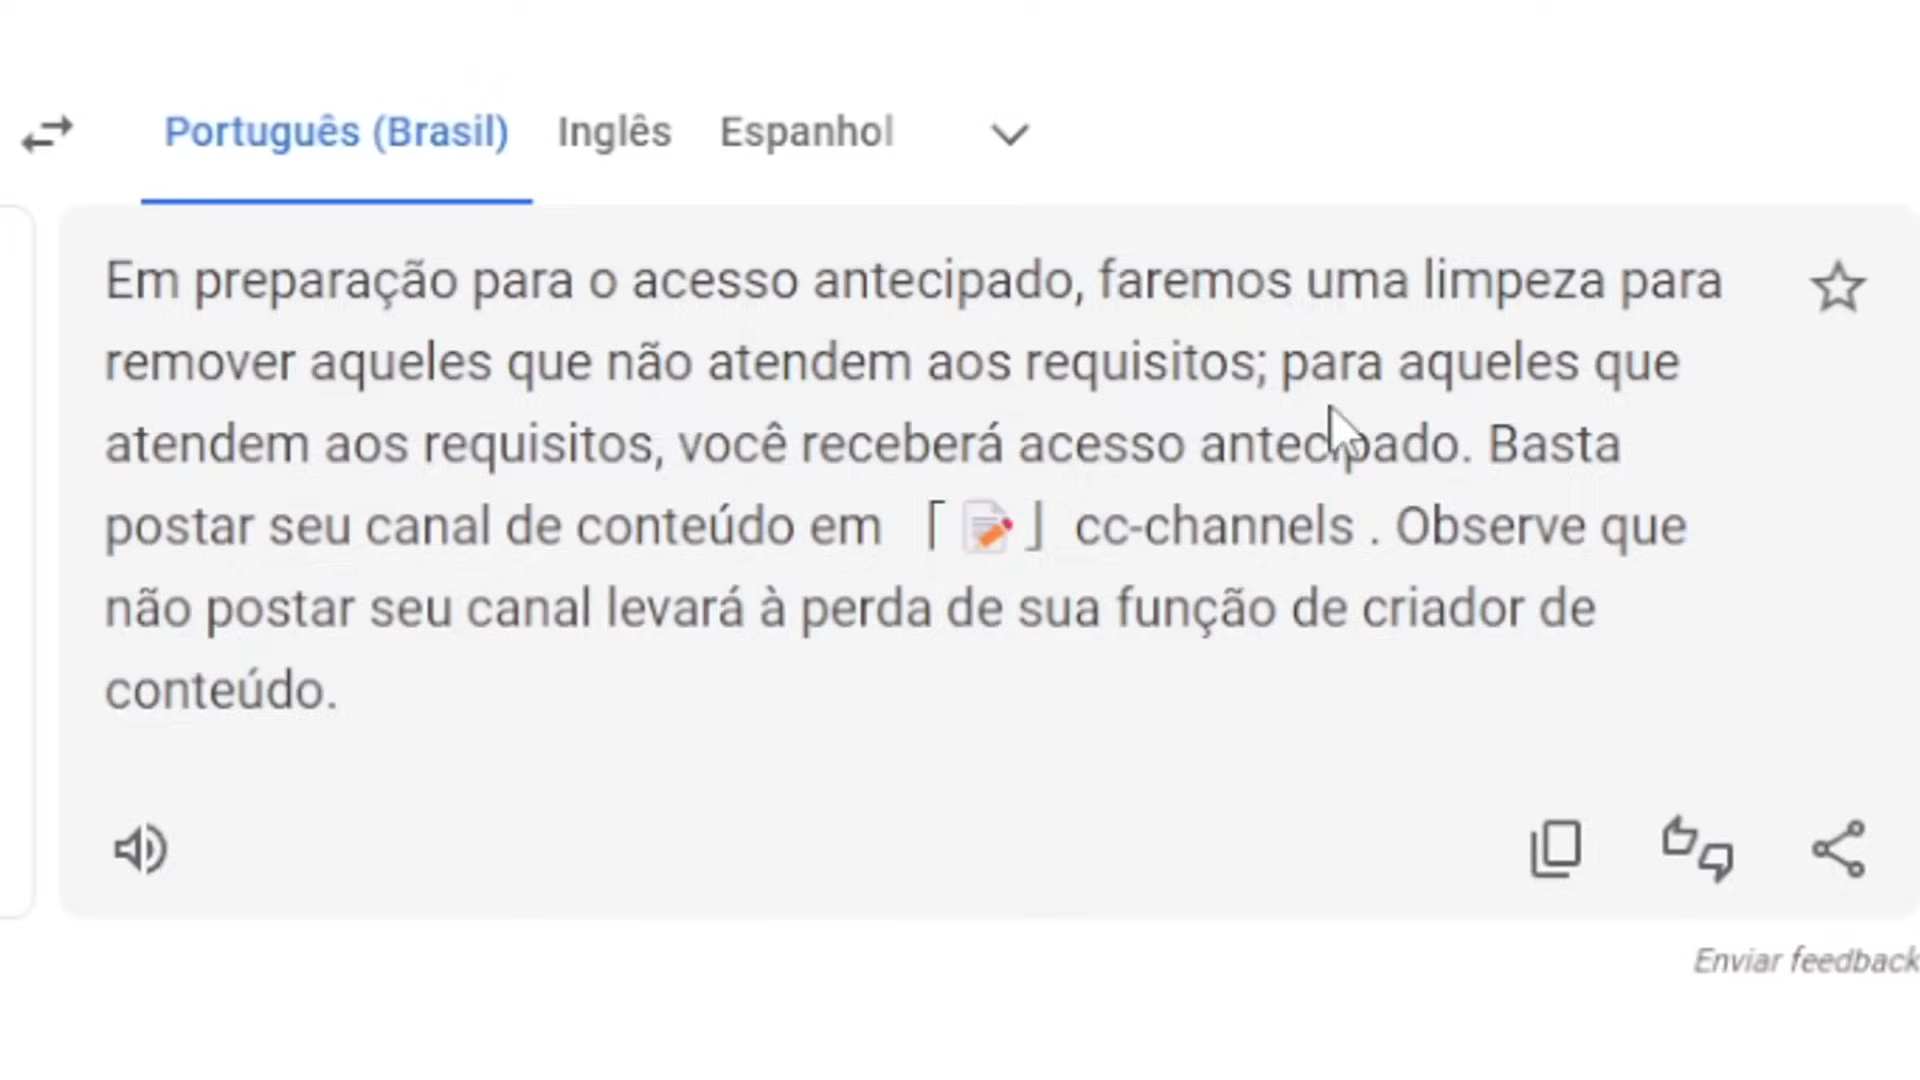 Português (Brasil) Inglês Espanhol
Em preparação para o acesso antecipado, faremos uma limpeza para
remover aqueles que não atendem aos requisitos; para aqueles que
atendem aos requisitos, você receberá acesso antecipado. Basta
postar seu canal de conteúdo em 「📝」 cc-channels . Observe que
não postar seu canal levará à perda de sua função de criador de
conteúdo.
Enviar feedback